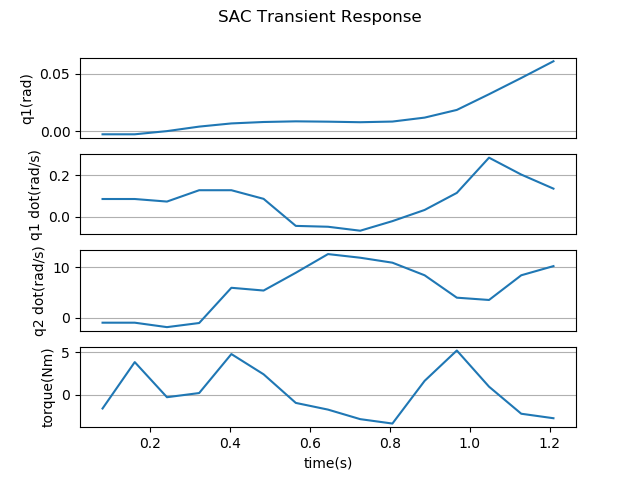 SAC Transient Response
q1(rad)
0.05
0.00
q1 dot(rad/s)
0.2
0.0
q2 dot(rad/s)
10
0
torque(Nm)
5
0
0.2 0.4 0.6 0.8 1.0 1.2
time(s)